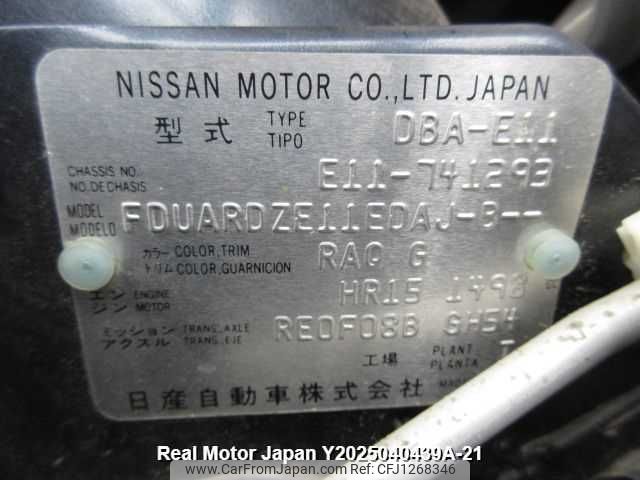 NISSAN MOTOR CO.,LTD. JAPAN
型式 TYPE TIPO DBA-E11
CHASSIS NO. NO.DE CHASIS E11-741293
MODEL MODELO FDUARDZE11EDAJ-B--
カラー COLOR,TRIM
トリム COLOR,GUARNICION RAQ G
エン ENGINE
ジン MOTOR HR15 1498 cc
ミッション TRANS. AXLE
アクスル TRANS. EJE RE0F08B GH54
工場 PLANT PLANTA
日産自動車株式会社 MADE
Real Motor Japan Y2025040439A-21
www.carfromjapan.com Ref No. CFJ1268346